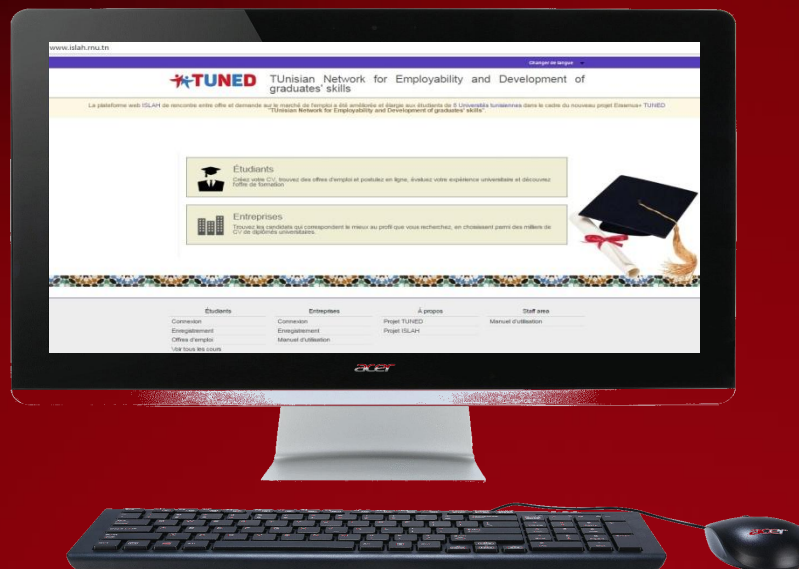 www.islah.rnu.tn
Changer de langue
TUNED
TUnisian Network for Employability and Development of
graduates' skills
La plateforme web ISLAH de rencontre entre offre et demande sur le marché de l'emploi a été améliorée et élargie aux étudiants de 6 Universités tunisiennes dans le cadre du nouveau projet Erasmus+ TUNED
"TUnisian Network for Employability and Development of graduates' skills".
Étudiants
Créez votre CV, trouvez des offres d'emploi et postulez en ligne, évaluez votre expérience universitaire et découvrez
l'offre de formation
Entreprises
Trouvez les candidats qui correspondent le mieux au profil que vous recherchez, en choisissant parmi des milliers de
CV de diplômés universitaires.
Étudiants Entreprises À propos Staff area
Connexion Connexion Projet TUNED Manuel d'utilisation
Enregistrement Enregistrement Projet ISLAH
Offres d'emploi Manuel d'utilisation
Voir tous les cours
acer
acer